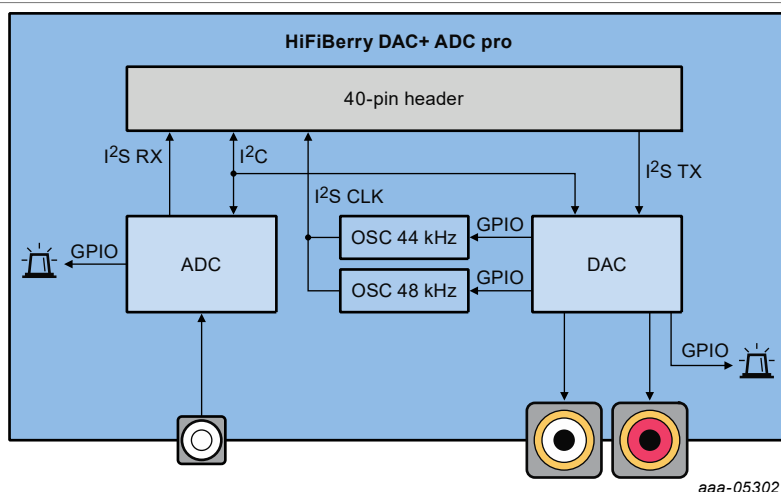 HiFiBerry DAC+ ADC pro
40-pin header
I2S RX
I2C
I2S CLK
I2S TX
GPIO
ADC
OSC 44 kHz
GPIO
OSC 48 kHz
GPIO
DAC
GPIO
aaa-05302